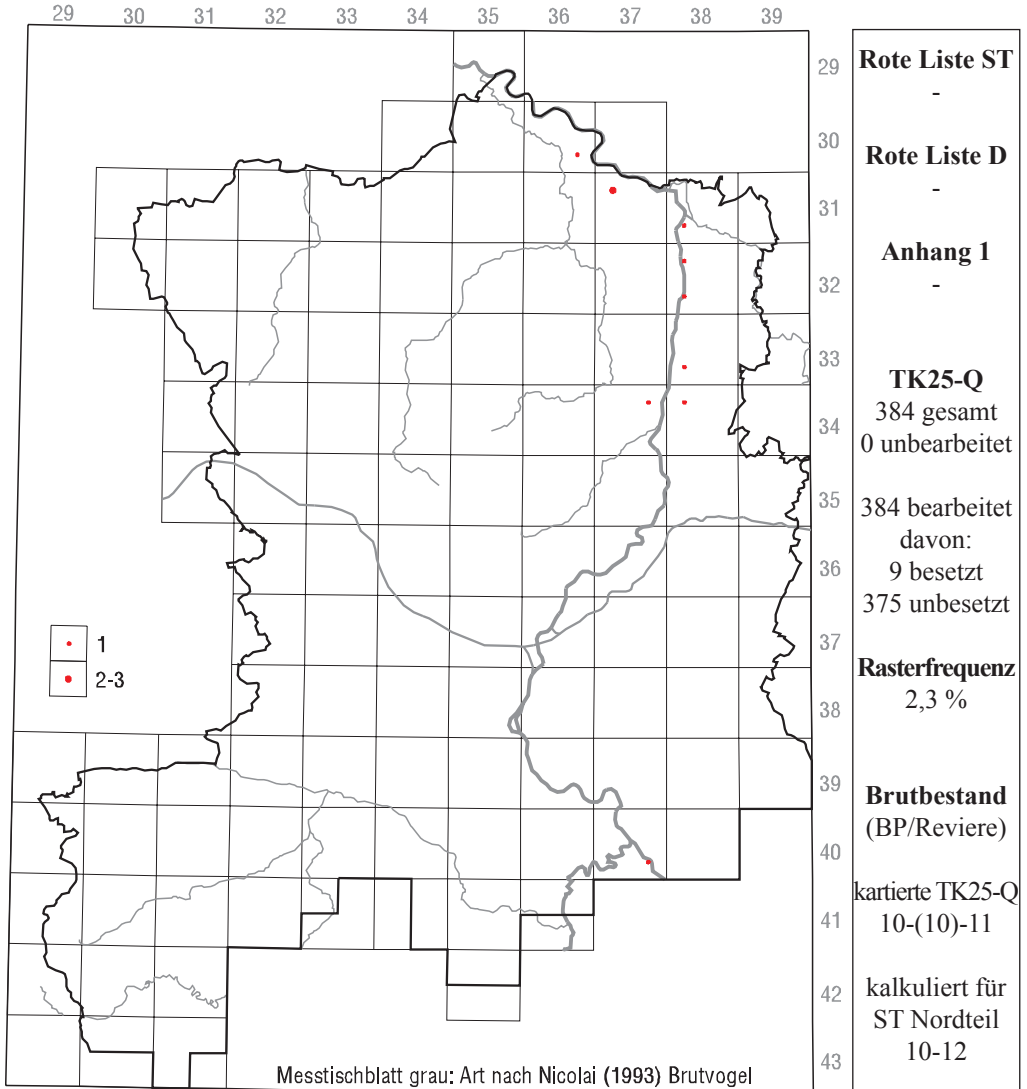 29 30 31 32 33 34 35 36 37 38 39
29
30
31
32
33
34
35
36
37
38
39
40
41
42
43
1
2-3
Messtischblatt grau: Art nach Nicolai (1993) Brutvogel
Rote Liste ST
-
Rote Liste D
-
Anhang 1
-
TK25-Q
384 gesamt
0 unbearbeitet
384 bearbeitet
davon:
9 besetzt
375 unbesetzt
Rasterfrequenz
2,3 %
Brutbestand
(BP/Reviere)
kartierte TK25-Q
10-(10)-11
kalkuliert für
ST Nordteil
10-12